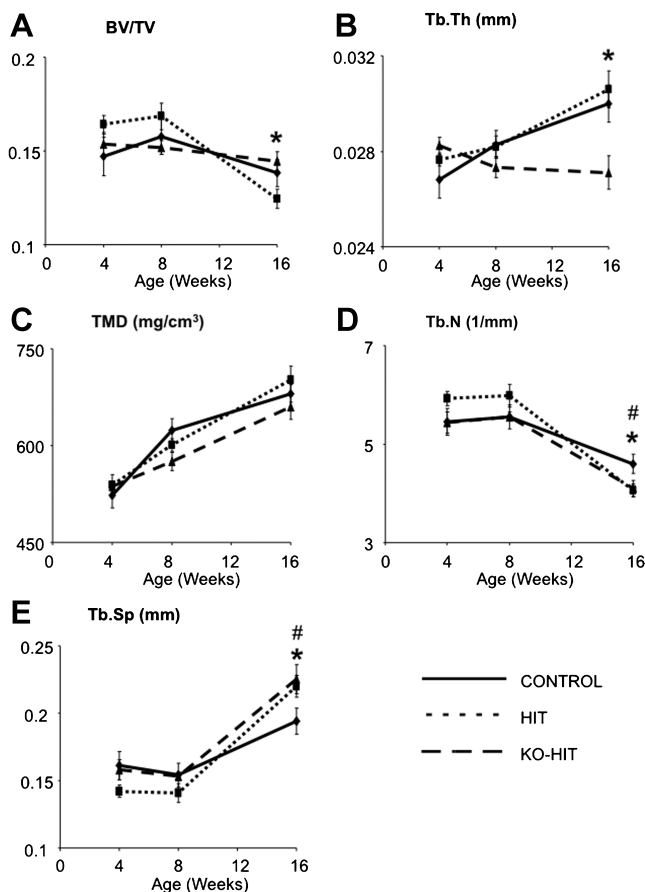 A
BV/TV
0.2
0.15
*
0.1
0 4 8 12 16
Age (Weeks)
B
Tb.Th (mm)
0.032
*
0.028
0.024
0 4 8 12 16
Age (Weeks)
C
TMD (mg/cm³)
750
600
450
0 4 8 12 16
Age (Weeks)
D
Tb.N (1/mm)
7
#
5
*
3
0 4 8 12 16
Age (Weeks)
E
Tb.Sp (mm)
0.25
#
*
0.2
0.15
0.1
0 4 8 12 16
Age (Weeks)
CONTROL
HIT
KO-HIT